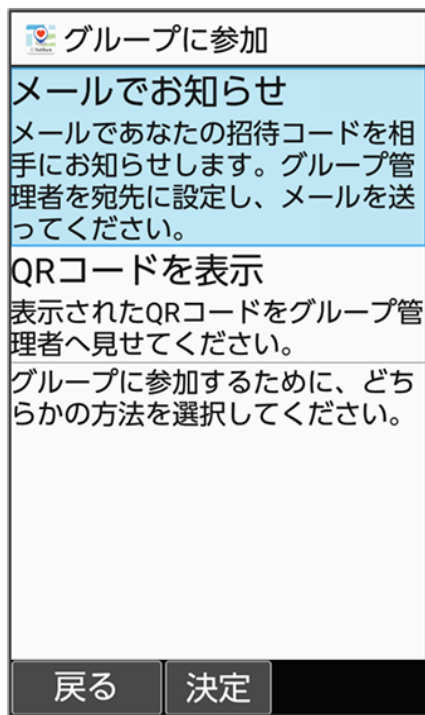 グループに参加
メールでお知らせ
メールであなたの招待コードを相
手にお知らせします。グループ管
理者を宛先に設定し、メールを送
ってください。
QRコードを表示
表示されたQRコードをグループ管
理者へ見せてください。
グループに参加するために、どち
らかの方法を選択してください。
戻る 決定